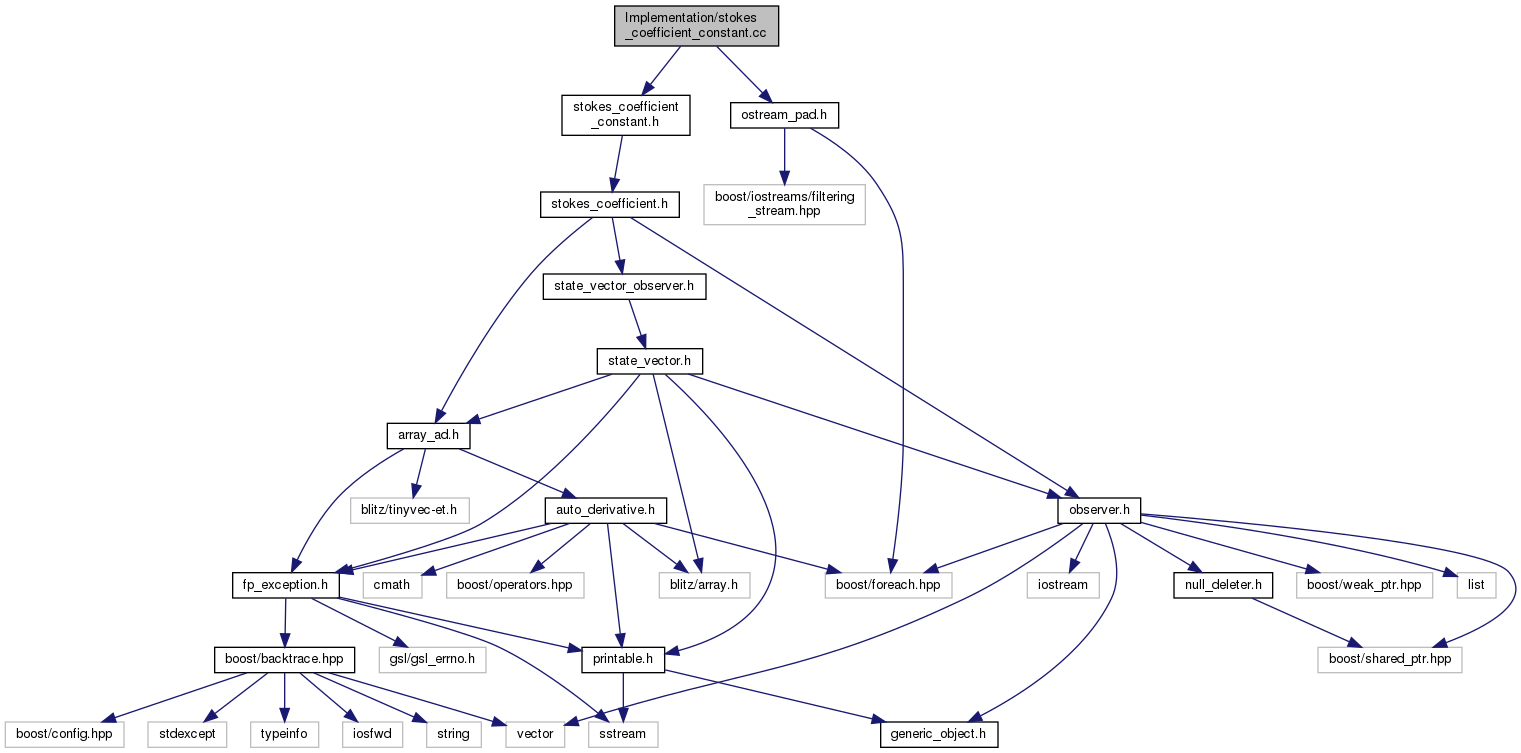 Implementation/stokes
_coefficient_constant.cc
stokes_coefficient
_constant.h
ostream_pad.h
stokes_coefficient.h
boost/iostreams/filtering
_stream.hpp
state_vector_observer.h
state_vector.h
array_ad.h
blitz/tinyvec-et.h
auto_derivative.h
observer.h
fp_exception.h
cmath
boost/operators.hpp
blitz/array.h
boost/foreach.hpp
iostream
null_deleter.h
boost/weak_ptr.hpp
list
boost/backtrace.hpp
gsl/gsl_errno.h
printable.h
boost/shared_ptr.hpp
boost/config.hpp
stdexcept
typeinfo
iosfwd
string
vector
sstream
generic_object.h